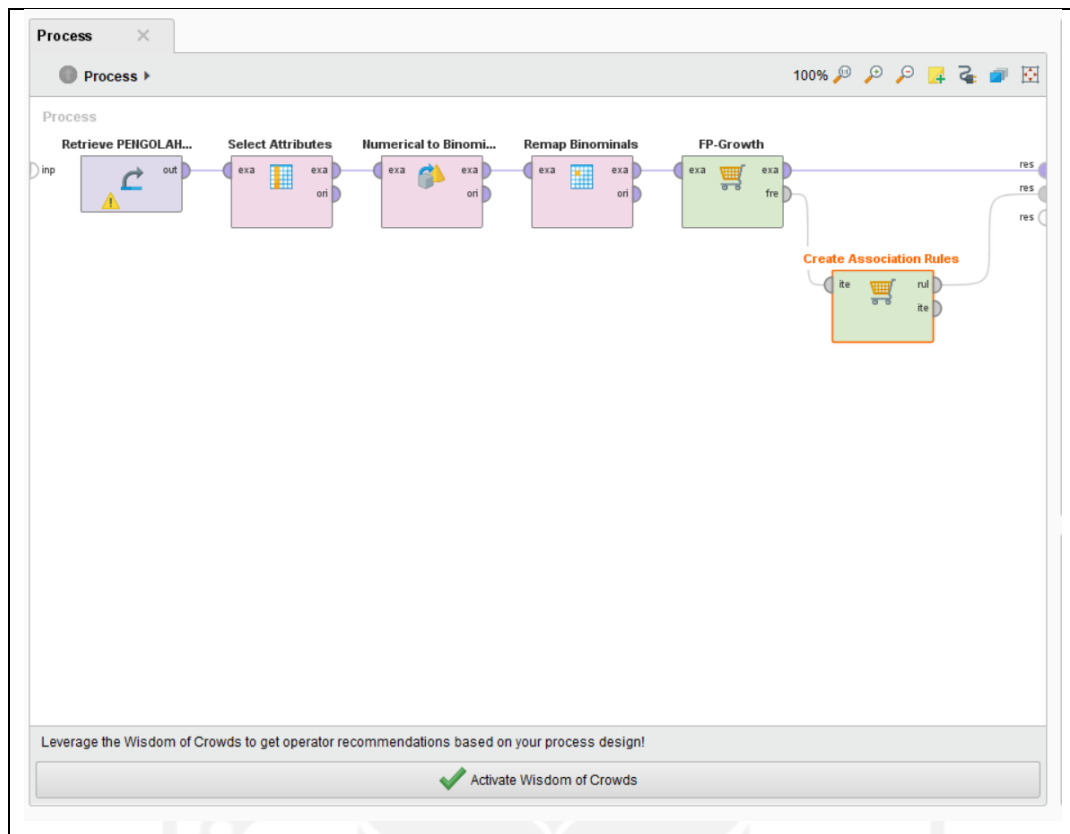 Process
Process
100%
Process
Retrieve PENGOLAH...
Select Attributes
Numerical to Binomi...
Remap Binominals
FP-Growth
inp
out
exa
exa
ori
exa
exa
ori
exa
exa
ori
exa
exa
fre
res
res
res
Create Association Rules
ite
rul
ite
Leverage the Wisdom of Crowds to get operator recommendations based on your process design!
Activate Wisdom of Crowds